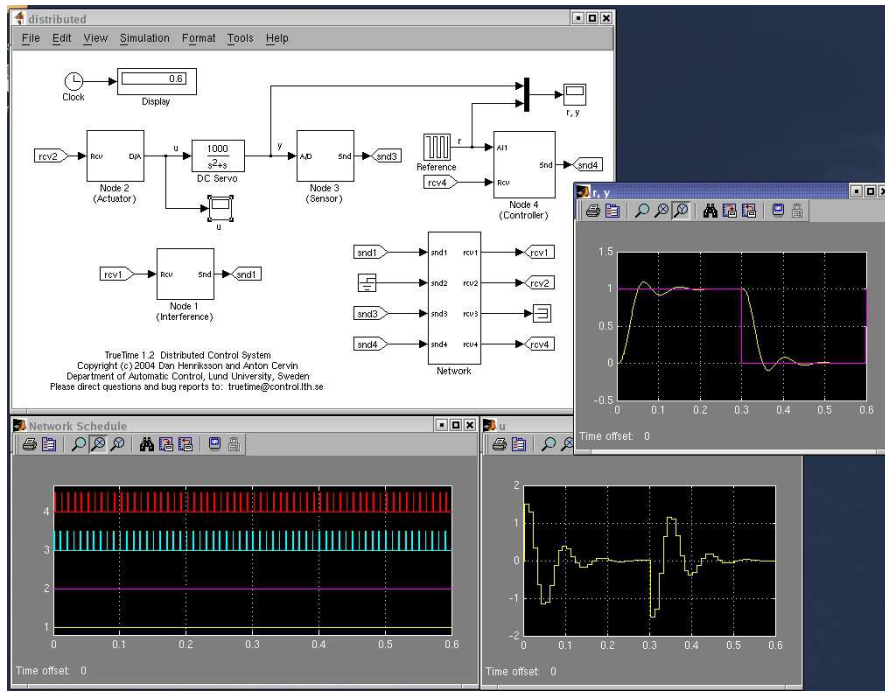 distributed
File Edit View Simulation Format Tools Help
Clock
0.6
Display
r, y
rcv2
Rcv D/A
Node 2
(Actuator)
u
1000
s²+s
DC Servo
y
A/D Snd
Node 3
(Sensor)
snd3
Reference
r
rcv4
AI1
Snd
Rcv
Node 4
(Controller)
snd4
u
rcv1
Rcv Snd
Node 1
(Interference)
snd1
snd1 snd1 rcv1 rcv1
snd2 rcv2 rcv2
snd3 snd3 rcv3
snd4 snd4 rcv4 rcv4
Network
TrueTime 1.2 Distributed Control System
Copyright (c) 2004 Dan Henriksson and Anton Cervin
Department of Automatic Control, Lund University, Sweden
Please direct questions and bug reports to: truetime@control.lth.se
r, y
1.5
1
0.5
0
-0.5
0 0.1 0.2 0.3 0.4 0.5 0.6
Time offset: 0
Network Schedule
4
3
2
1
0 0.1 0.2 0.3 0.4 0.5 0.6
Time offset: 0
u
2
1
0
-1
-2
0 0.1 0.2 0.3 0.4 0.5 0.6
Time offset: 0